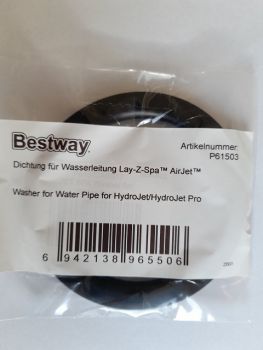 Bestway
Artikelnummer
P61503
Dichtung für Wasserleitung Lay-Z-Spa™ AirJet™
Washer for Water Pipe for HydroJet/HydroJet Pro
6 942138 965506